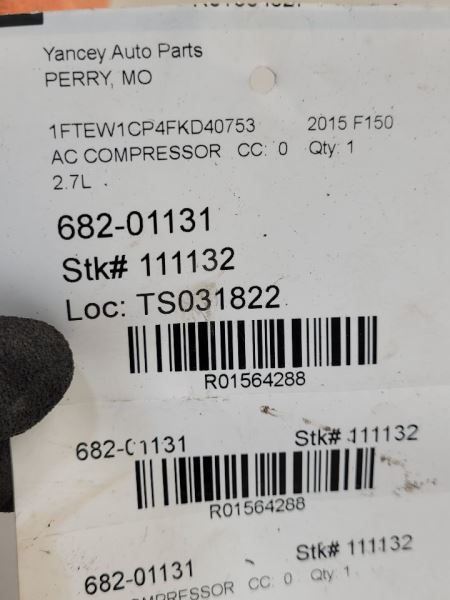 Yancey Auto Parts
PERRY, MO
1FTEW1CP4FKD40753 2015 F150
AC COMPRESSOR CC: 0 Qty: 1
2.7L
682-01131
Stk# 111132
Loc: TS031822
R01564288
682-01131 Stk# 111132
R01564288
682-01131 Stk# 111132
COMPRESSOR CC: 0 Qty: 1